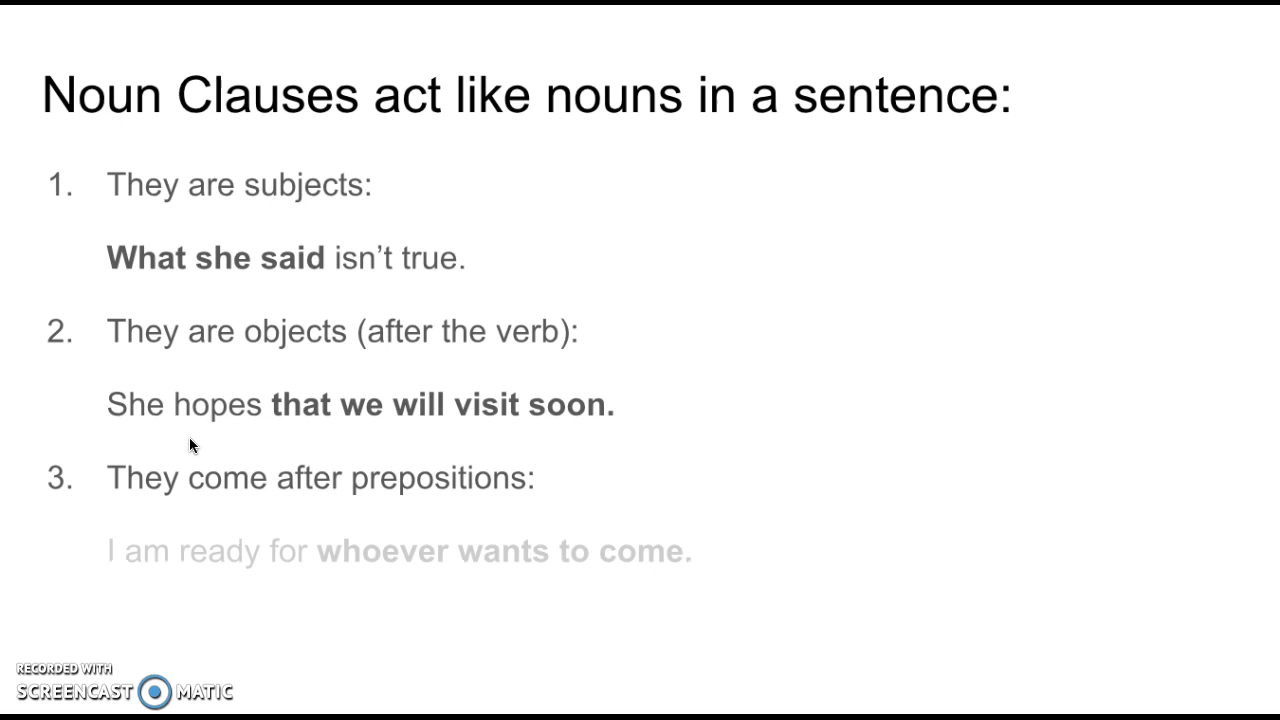 Noun Clauses act like nouns in a sentence:
1. They are subjects:
What she said isn’t true.
2. They are objects (after the verb):
She hopes that we will visit soon.
3. They come after prepositions:
I am ready for whoever wants to come.
RECORDED WITH
SCREENCAST MATIC